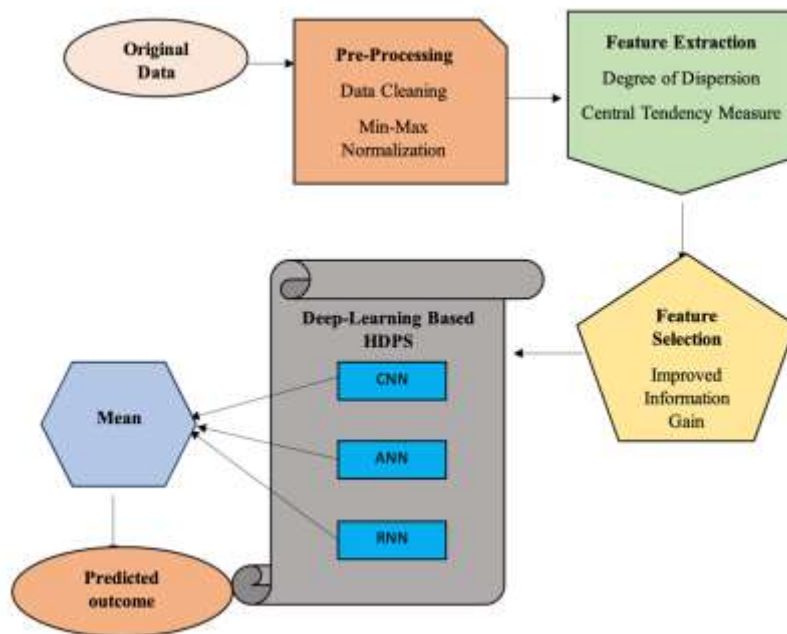 Original
Data
Pre-Processing
Data Cleaning
Min-Max
Normalization
Feature Extraction
Degree of Dispersion
Central Tendency Measure
Feature
Selection
Improved
Information
Gain
Deep-Learning Based
HDPS
CNN
ANN
RNN
Mean
Predicted
outcome